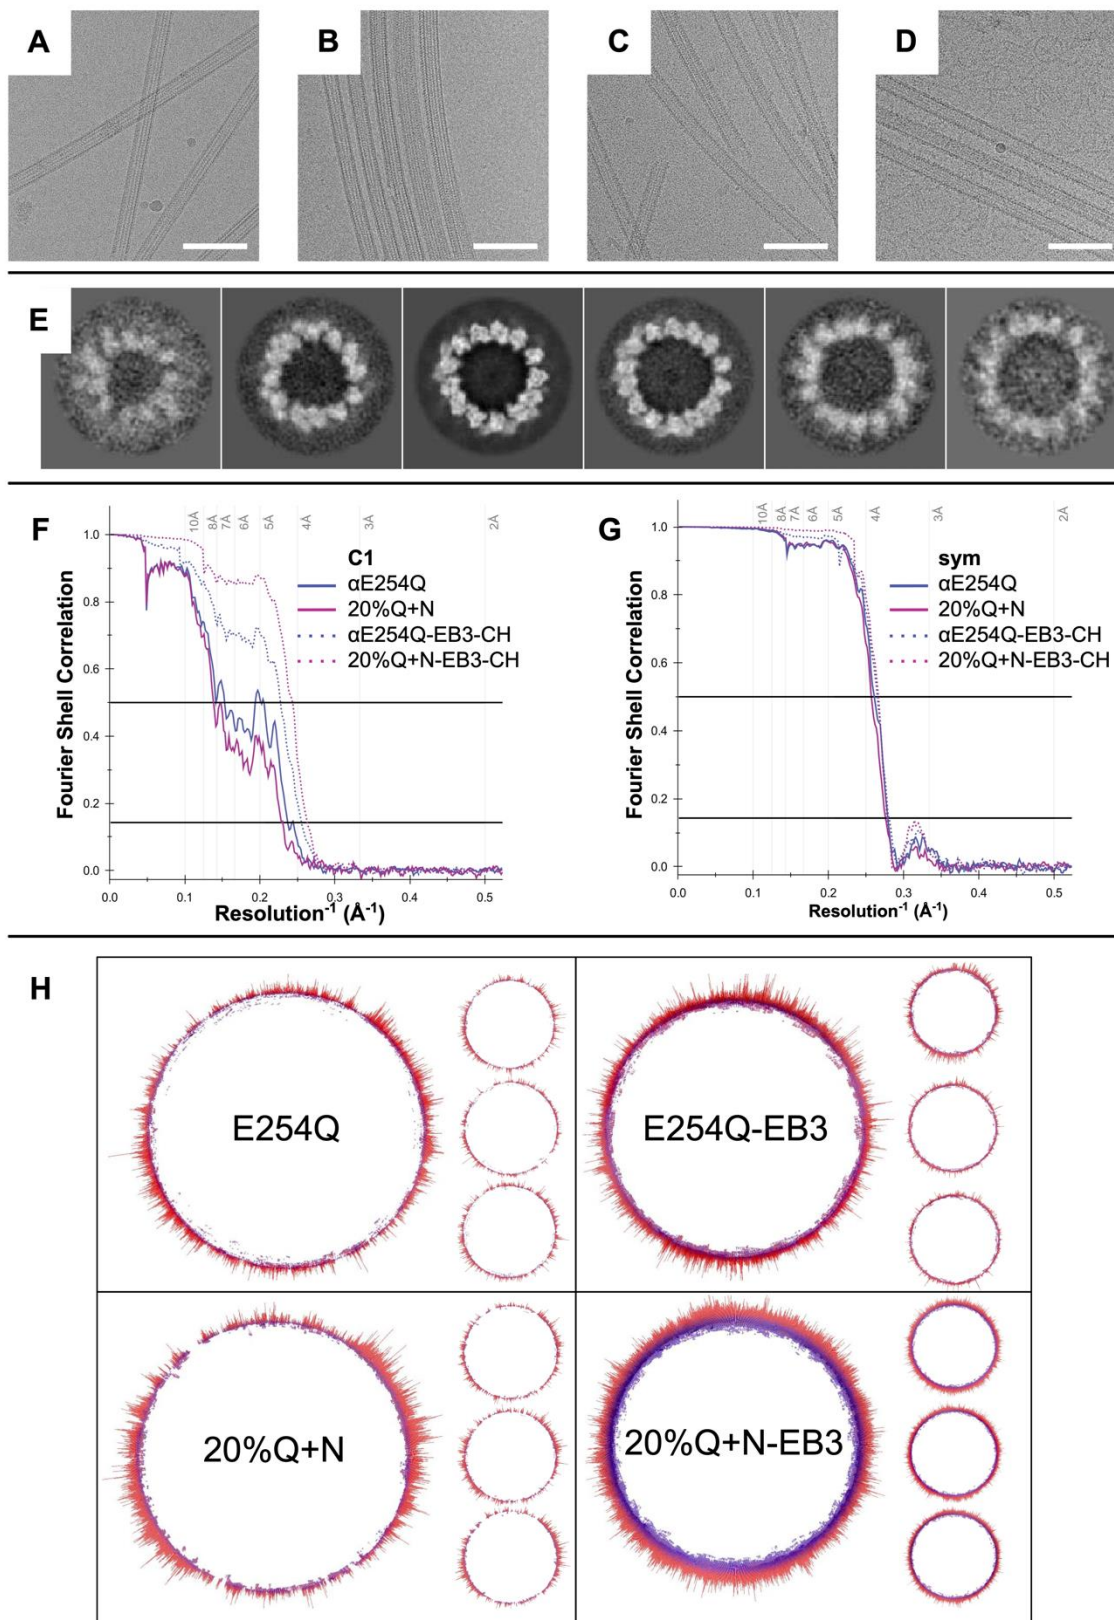 A
B
C
D
E
F
10Å
8Å
7Å
6Å
5Å
4Å
3Å
2Å
C1
αE254Q
20%Q+N
αE254Q-EB3-CH
20%Q+N-EB3-CH
Fourier Shell Correlation
1.0
0.8
0.6
0.4
0.2
0.0
0.0
0.1
0.2
0.3
0.4
0.5
Resolution⁻¹ (Å⁻¹)
G
10Å
8Å
7Å
6Å
5Å
4Å
3Å
2Å
sym
αE254Q
20%Q+N
αE254Q-EB3-CH
20%Q+N-EB3-CH
Fourier Shell Correlation
1.0
0.8
0.6
0.4
0.2
0.0
0.0
0.1
0.2
0.3
0.4
0.5
Resolution⁻¹ (Å⁻¹)
H
E254Q
E254Q-EB3
20%Q+N
20%Q+N-EB3